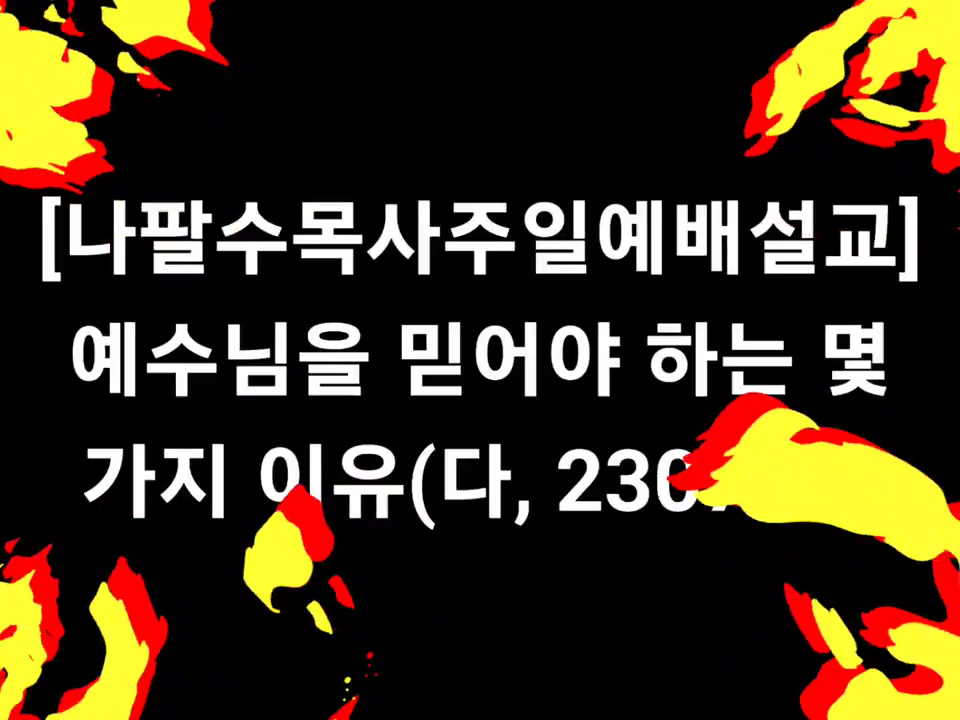 [나팔수목사주일예배설교]
예수님을 믿어야 하는 몇
가지 이유(다,